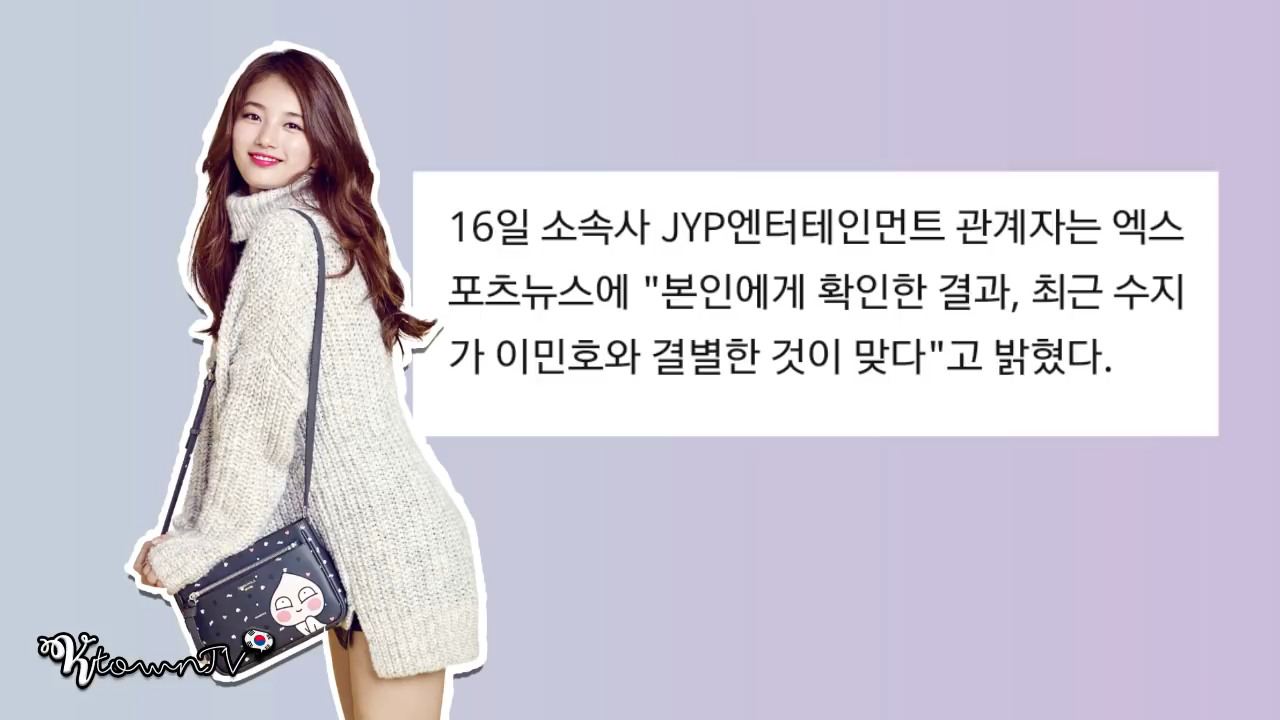 16일 소속사 JYP엔터테인먼트 관계자는 엑스
포츠뉴스에 "본인에게 확인한 결과, 최근 수지
가 이민호와 결별한 것이 맞다"고 밝혔다.
KtownTV